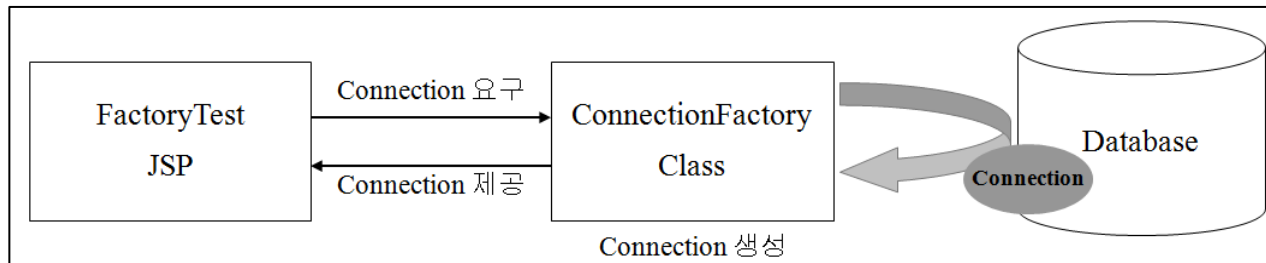 FactoryTest
JSP
Connection 요구
Connection 제공
ConnectionFactory
Class
Connection 생성
Connection
Database